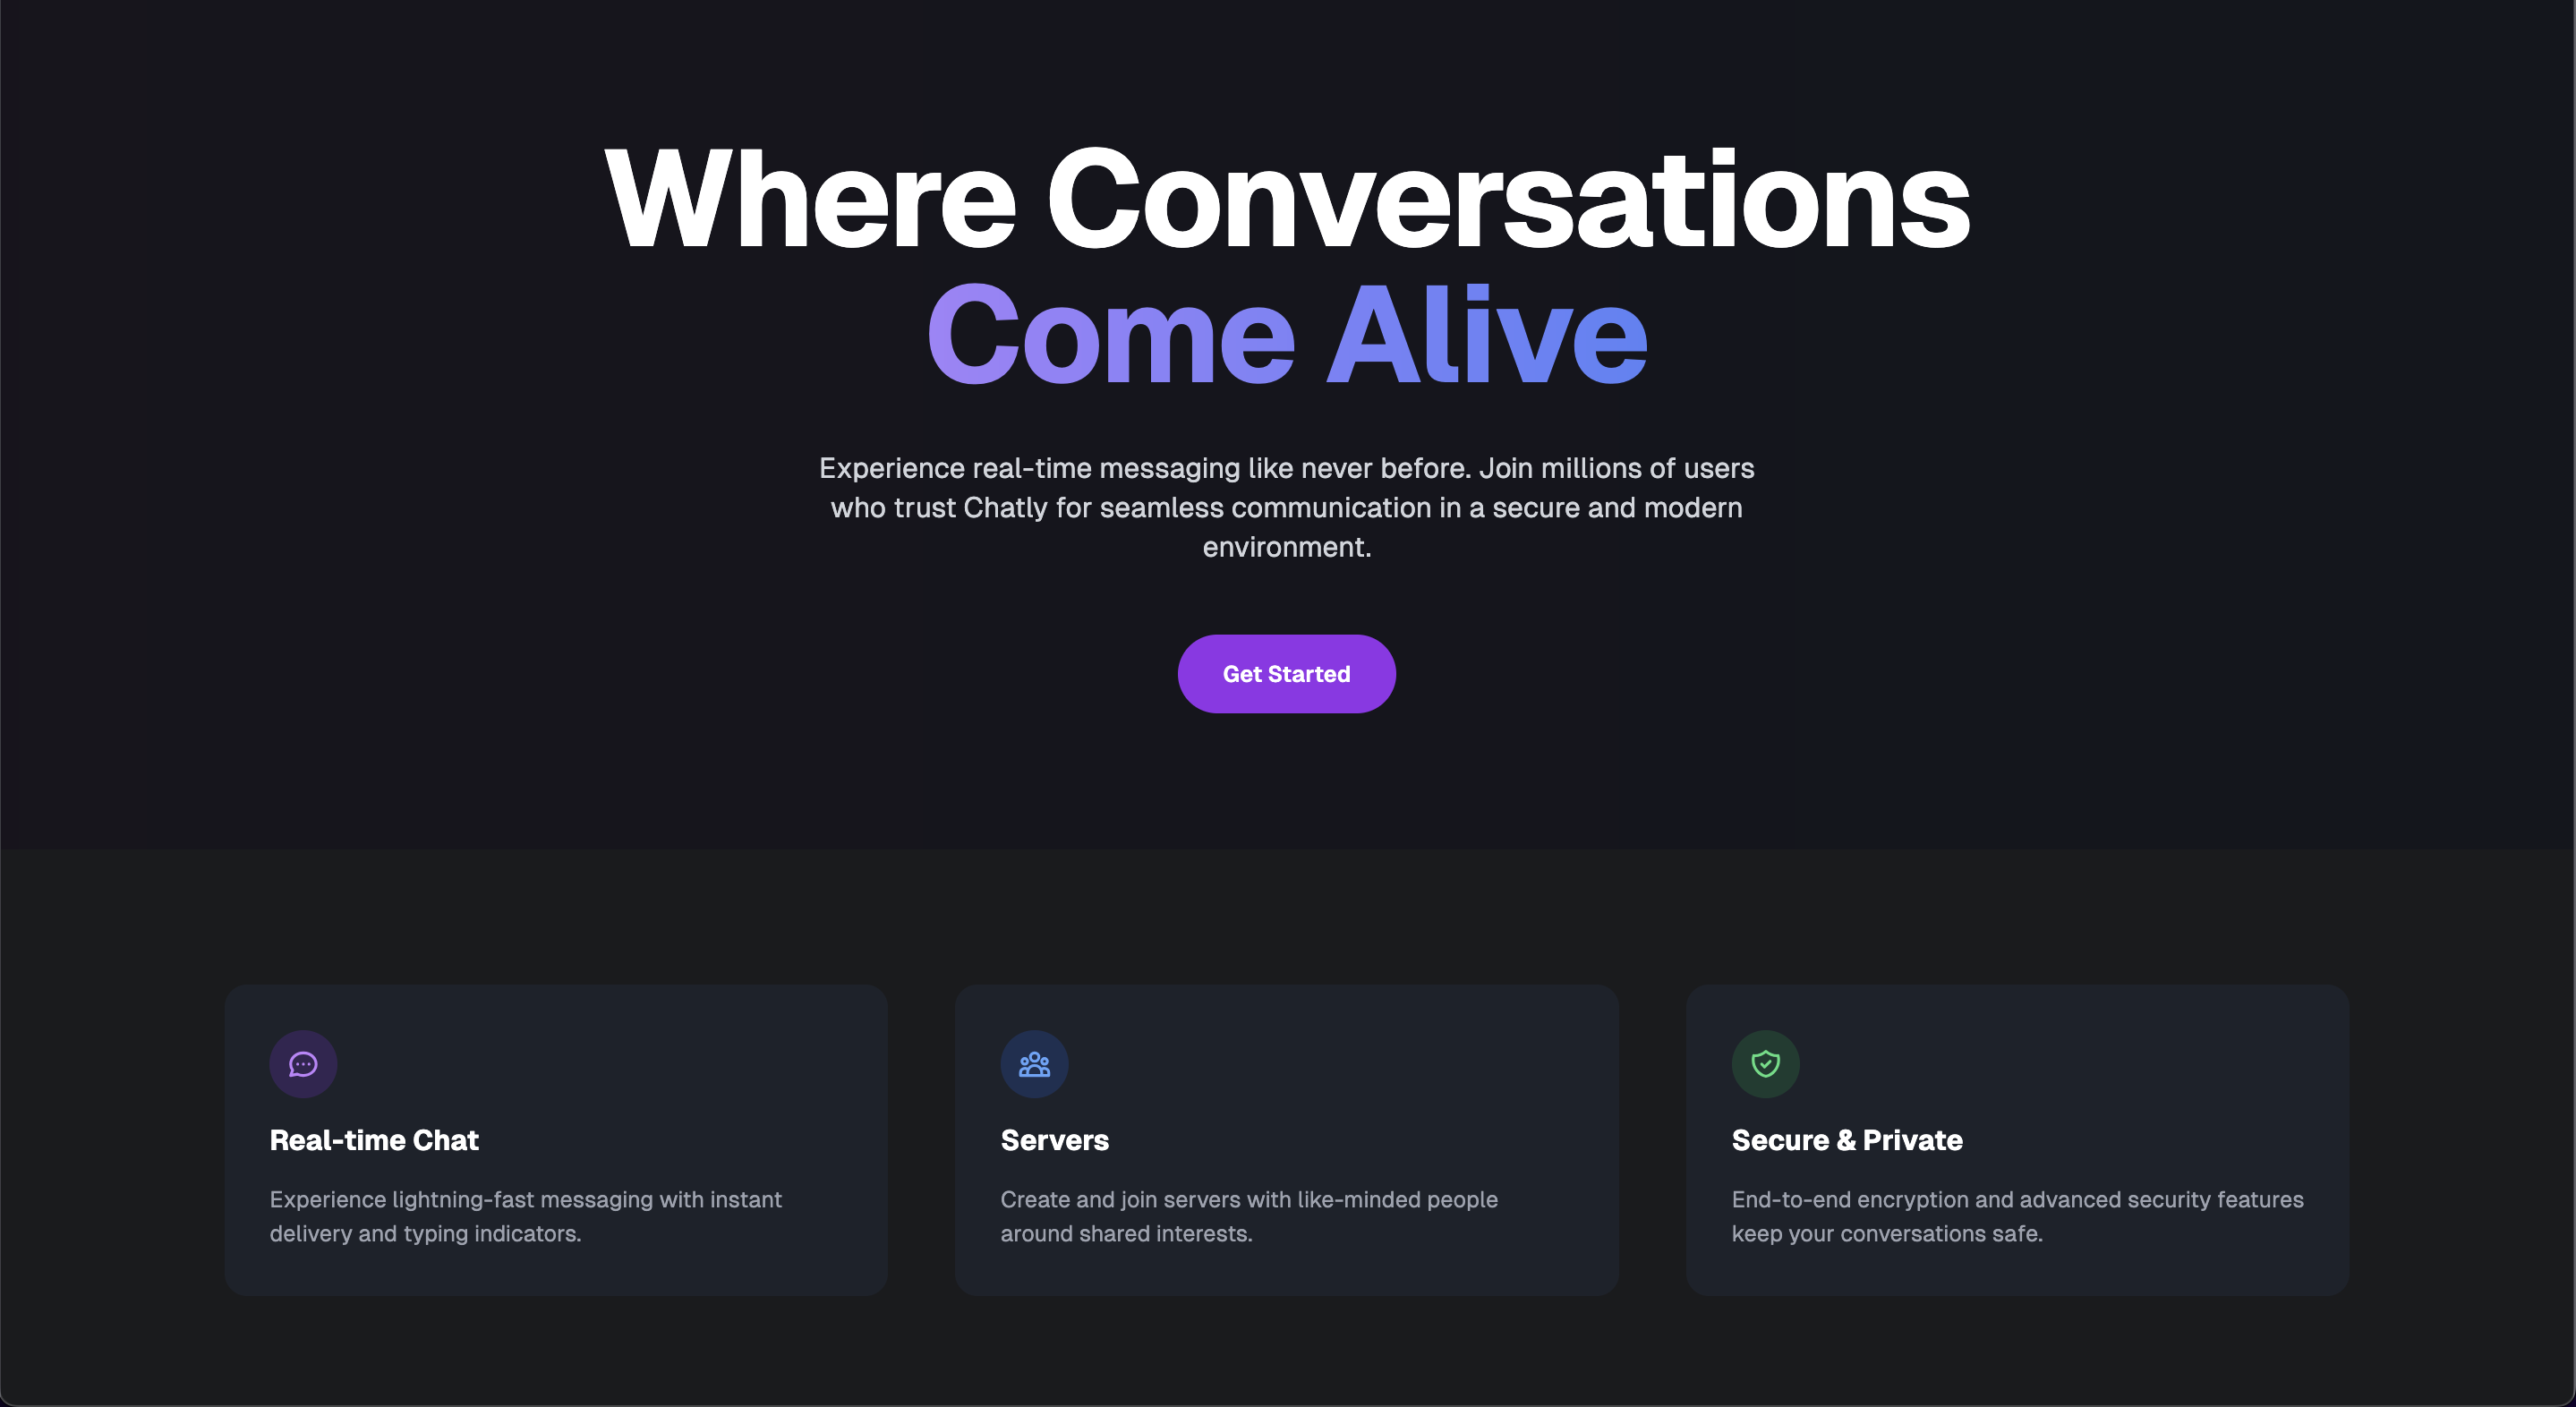 Where Conversations
Come Alive
Experience real-time messaging like never before. Join millions of users
who trust Chatly for seamless communication in a secure and modern
environment.
Get Started
Real-time Chat
Experience lightning-fast messaging with instant
delivery and typing indicators.
Servers
Create and join servers with like-minded people
around shared interests.
Secure & Private
End-to-end encryption and advanced security features
keep your conversations safe.